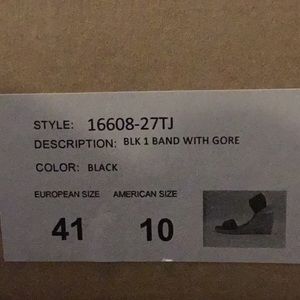 STYLE: 16608-27TJ
DESCRIPTION: BLK 1 BAND WITH GORE
COLOR: BLACK
EUROPEAN SIZE AMERICAN SIZE
41 10